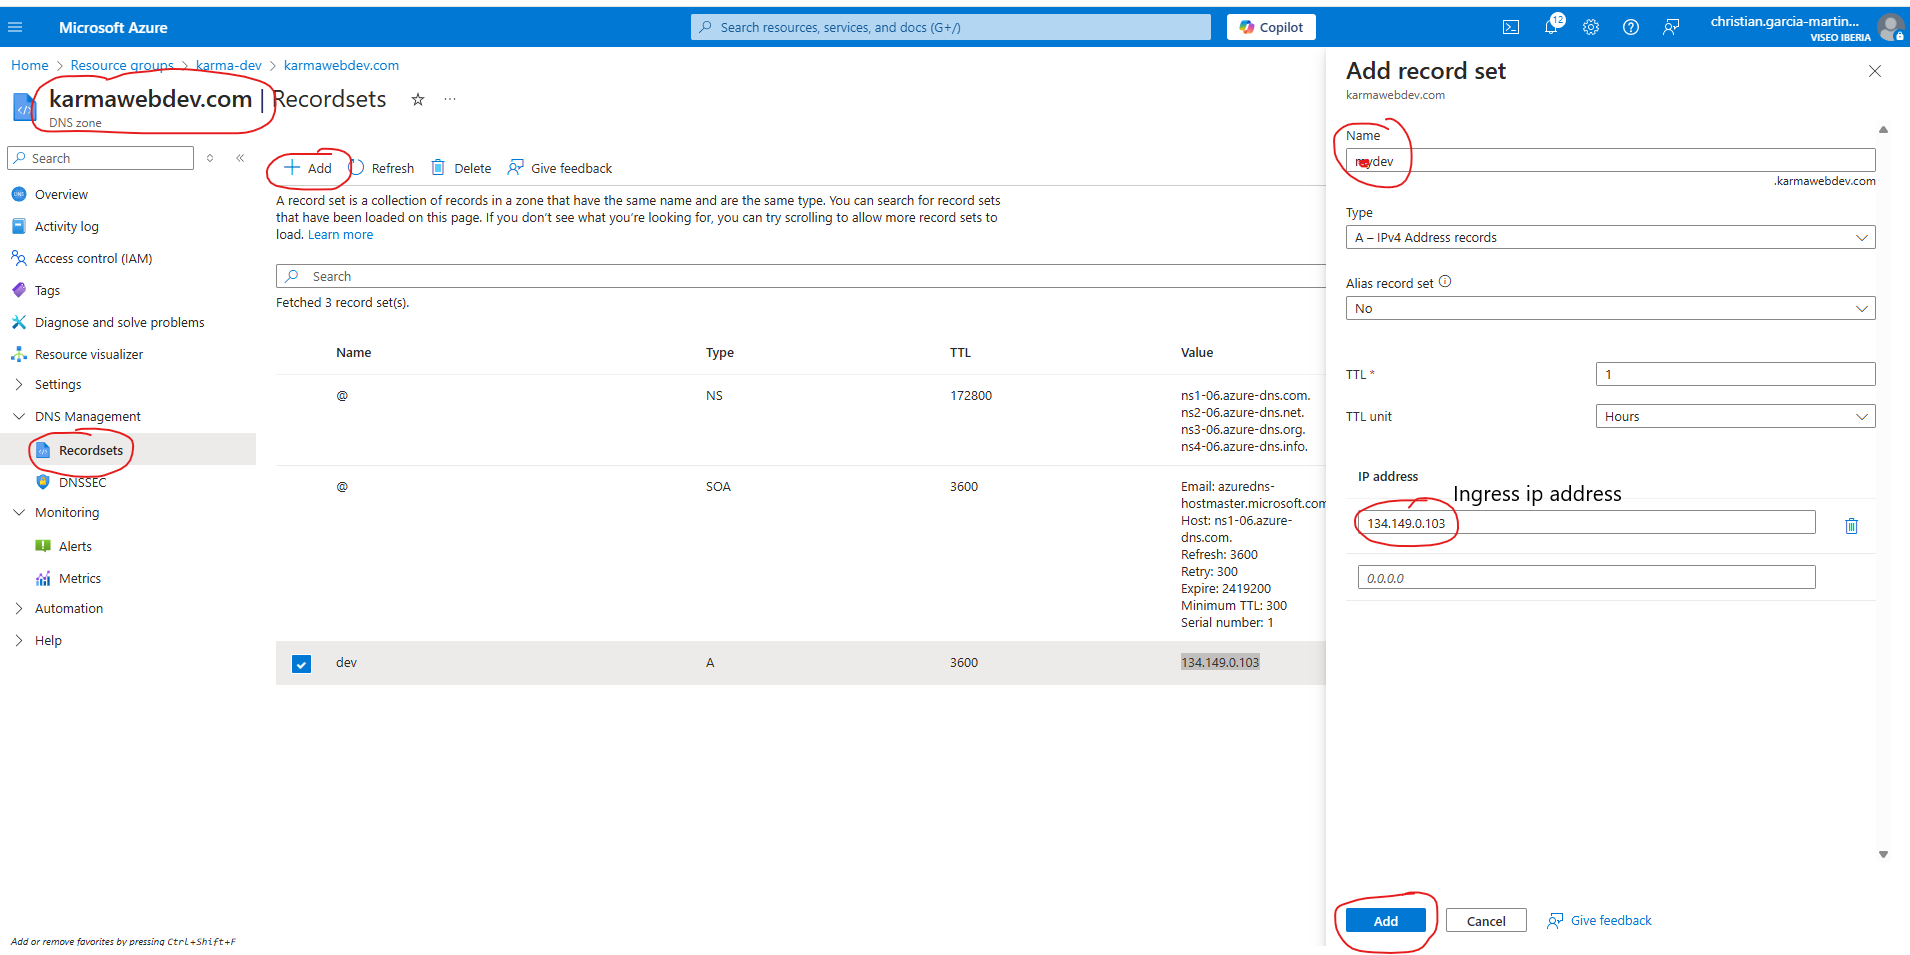 Microsoft Azure
Search resources, services, and docs (G+/)
Copilot
12
christian.garcia-martin...
VISEO IBERIA
Home > Resource groups > karma-dev > karmawebdev.com
karmawebdev.com | Recordsets
DNS zone
Search
Overview
Activity log
Access control (IAM)
Tags
Diagnose and solve problems
Resource visualizer
Settings
DNS Management
Recordsets
DNSSEC
Monitoring
Alerts
Metrics
Automation
Help
Add or remove favorites by pressing Ctrl+Shift+F
Add
Refresh
Delete
Give feedback
A record set is a collection of records in a zone that have the same name and are the same type. You can search for record sets
that have been loaded on this page. If you don't see what you're looking for, you can try scrolling to allow more record sets to
load. Learn more
Search
Fetched 3 record set(s).
Name Type TTL Value
@ NS 172800 ns1-06.azure-dns.com.
ns2-06.azure-dns.net.
ns3-06.azure-dns.org.
ns4-06.azure-dns.info.
@ SOA 3600 Email: azuredns-
hostmaster.microsoft.com
Host: ns1-06.azure-
dns.com.
Refresh: 3600
Retry: 300
Expire: 2419200
Minimum TTL: 300
Serial number: 1
dev A 3600 134.149.0.103
Add record set
karmawebdev.com
Name
.karmawebdev.com
Type
A – IPv4 Address records
Alias record set
No
TTL *
1
TTL unit
Hours
IP address
Ingress ip address
134.149.0.103
0.0.0.0
Add
Cancel
Give feedback